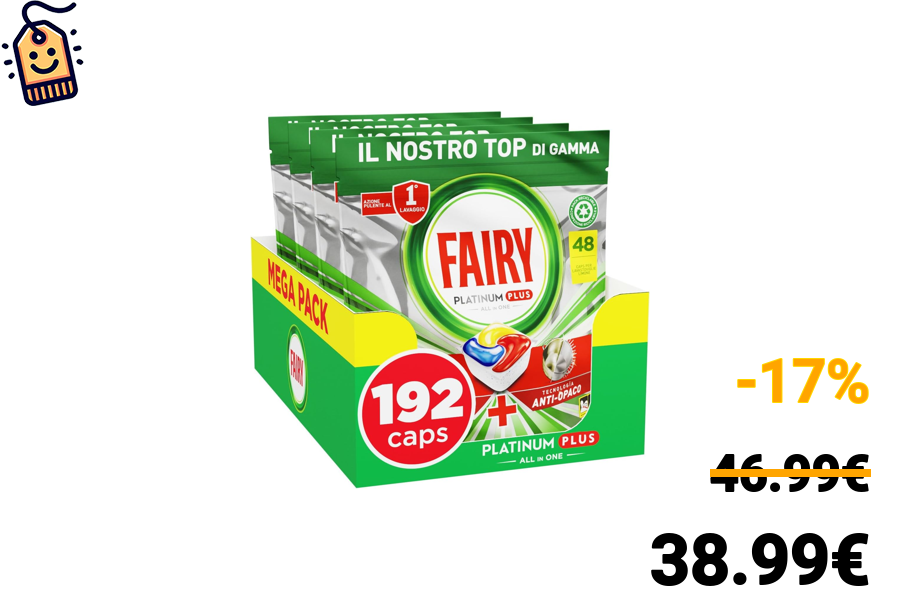 IL NOSTRO TOP DI GAMMA
AZIONE
PULENTE AL
1°
LAVAGGIO
FAIRY
PLATINUM PLUS
ALL IN ONE
48
MEGA PACK
FAIRY
192
caps
TECNOLOGIA
ANTI-OPACO
PLATINUM PLUS
ALL IN ONE
-17%
46.99€
38.99€